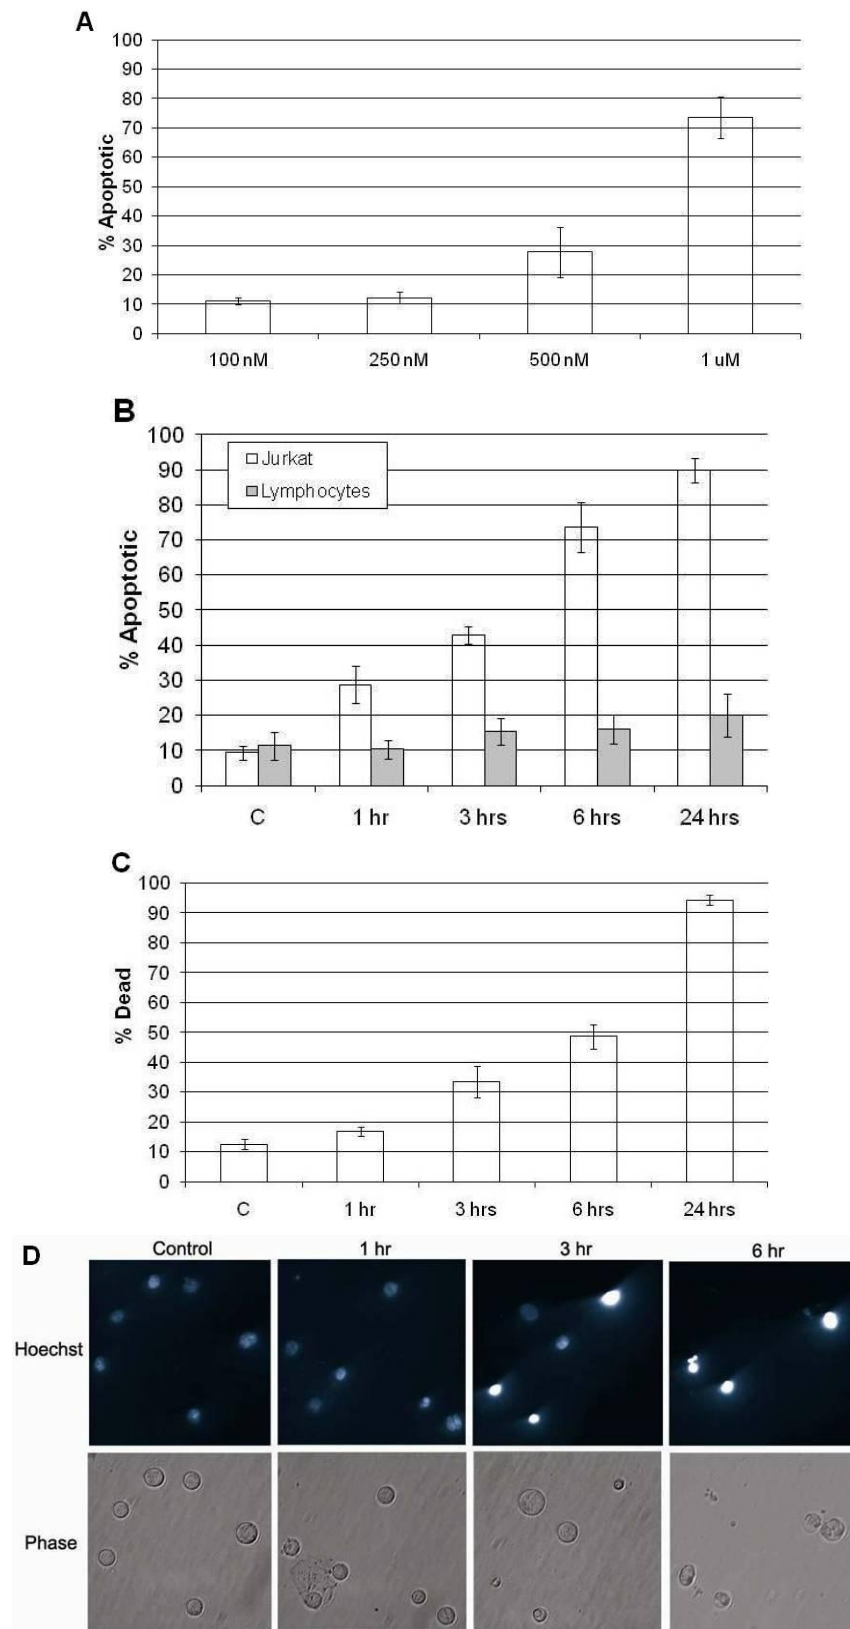 A
100
90
80
70
60
50
40
30
20
10
0
% Apoptotic
100 nM 250 nM 500 nM 1 uM
B
100
90
80
70
60
50
40
30
20
10
0
% Apoptotic
Jurkat
Lymphocytes
C 1 hr 3 hrs 6 hrs 24 hrs
C
100
90
80
70
60
50
40
30
20
10
0
% Dead
C 1 hr 3 hrs 6 hrs 24 hrs
D
Control 1 hr 3 hr 6 hr
Hoechst
Phase